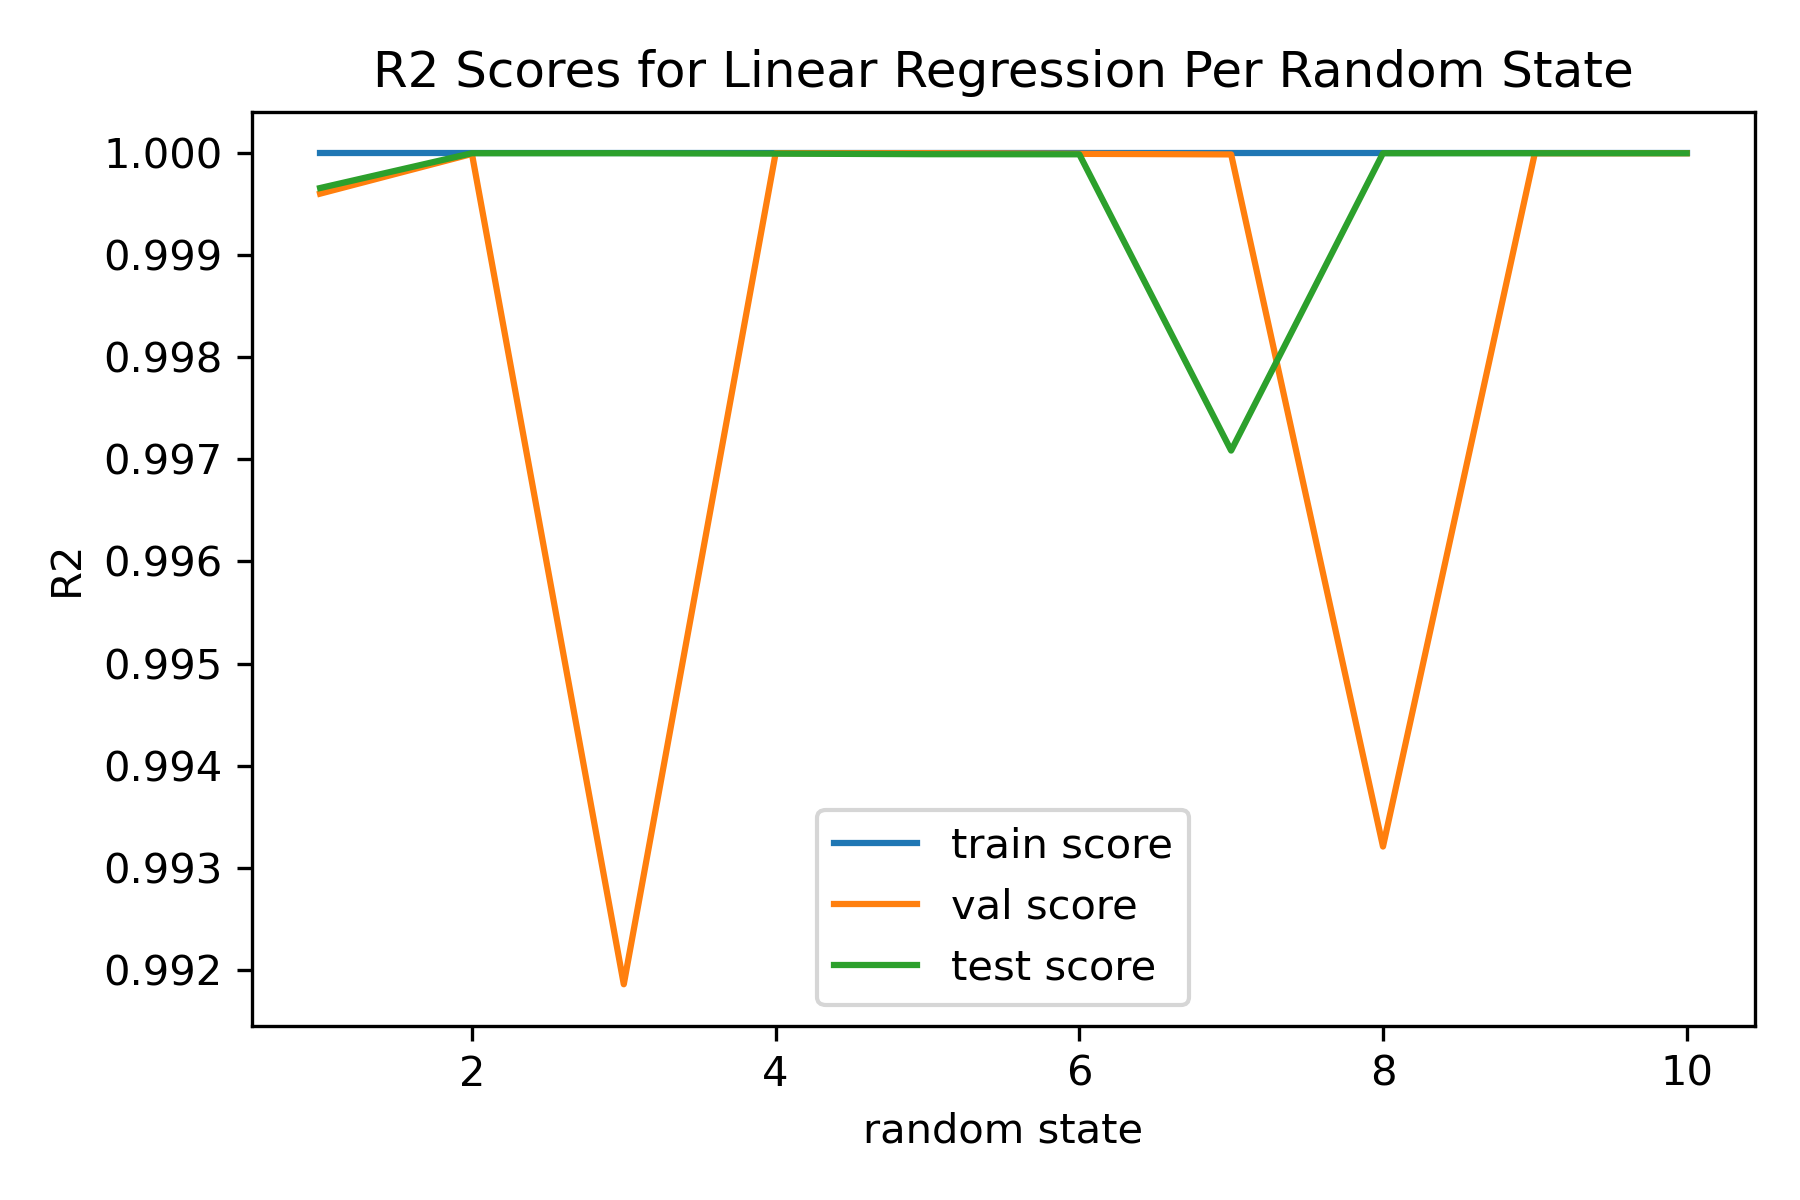 R2 Scores for Linear Regression Per Random State
1.000
0.999
0.998
0.997
0.996
0.995
0.994
0.993
0.992
R2
train score
val score
test score
2 4 6 8 10
random state